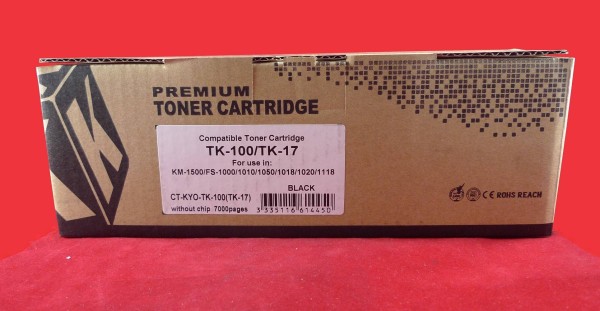 PREMIUM
TONER CARTRIDGE
Compatible Toner Cartridge
TK-100/TK-17
For use in:
KM-1500/FS-1000/1010/1050/1018/1020/1118
BLACK
CT-KYO-TK-100(TK-17)
without chip 7000pages
3 335116 614450
CE ROHS REACH
K